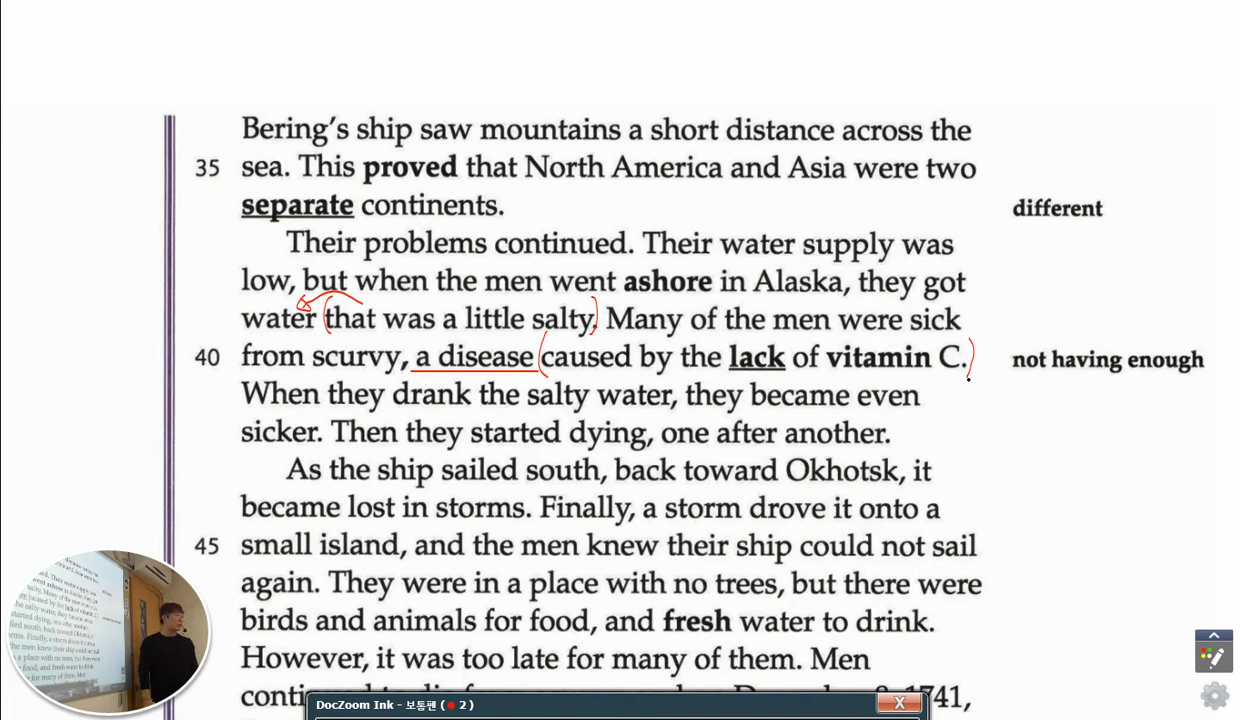 Bering's ship saw mountains a short distance across the
35 sea. This proved that North America and Asia were two
separate continents. different
Their problems continued. Their water supply was
low, but when the men went ashore in Alaska, they got
water that was a little salty. Many of the men were sick
40 from scurvy, a disease caused by the lack of vitamin C. not having enough
When they drank the salty water, they became even
sicker. Then they started dying, one after another.
As the ship sailed south, back toward Okhotsk, it
became lost in storms. Finally, a storm drove it onto a
45 small island, and the men knew their ship could not sail
again. They were in a place with no trees, but there were
birds and animals for food, and fresh water to drink.
However, it was too late for many of them. Men
DocZoom Ink - 보통펜 ( 2 )